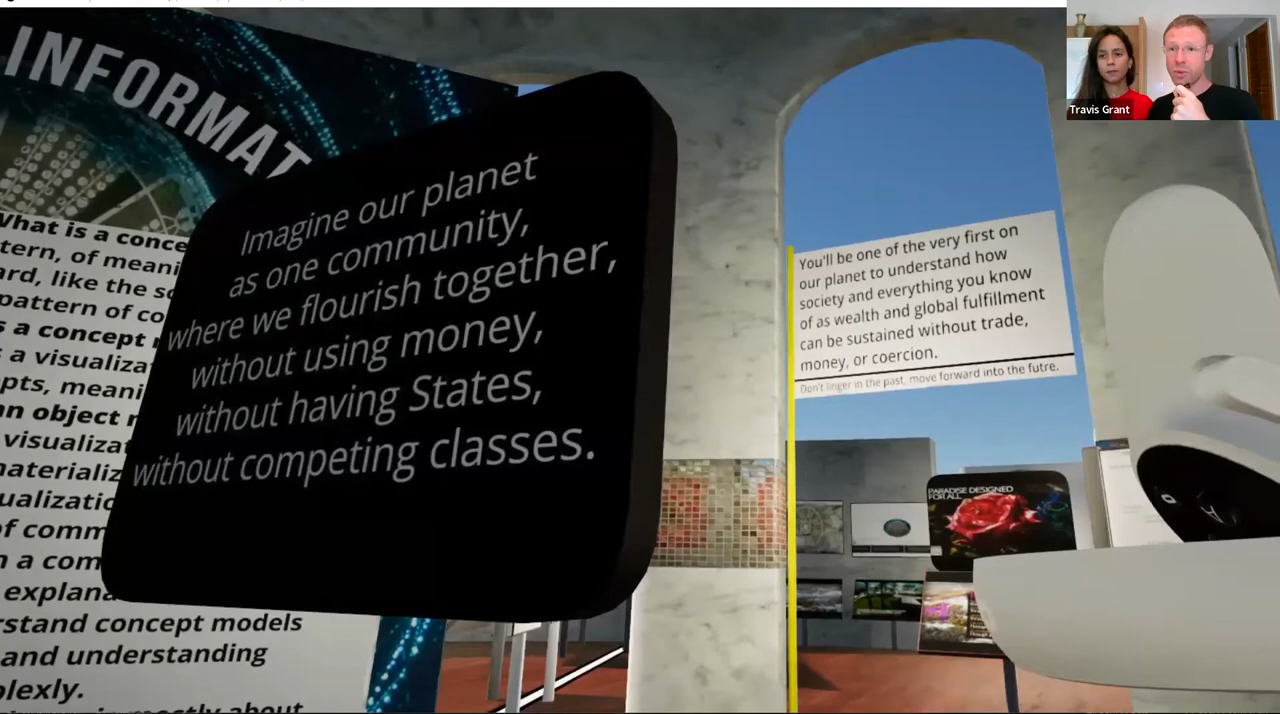 INFORMAT
What is a conce
tern, of meani
ard, like the sc
pattern of co
s a concept
s a visualiza
pts, meani
an object
visualizat
materializ
ualizatio
of comm
n a com
explana
rstand concept models
and understanding
plexly.
Imagine our planet
as one community,
where we flourish together,
without using money,
without having States,
without competing classes.
You'll be one of the very first on
our planet to understand how
society and everything you know
of as wealth and global fulfillment
can be sustained without trade,
money, or coercion.
Don't linger in the past, move forward into the futre.
PARADISE DESIGNED
FOR ALL
Travis Grant